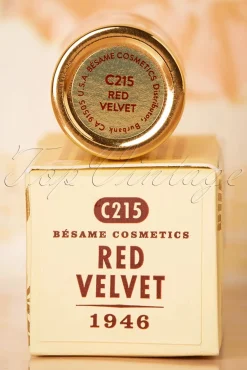 C215
RED
VELVET
U.S.A. BÉSAME COSMETICS Distributor, Burbank CA 91505
TopVintage
C215
BÉSAME COSMETICS
RED
VELVET
1946